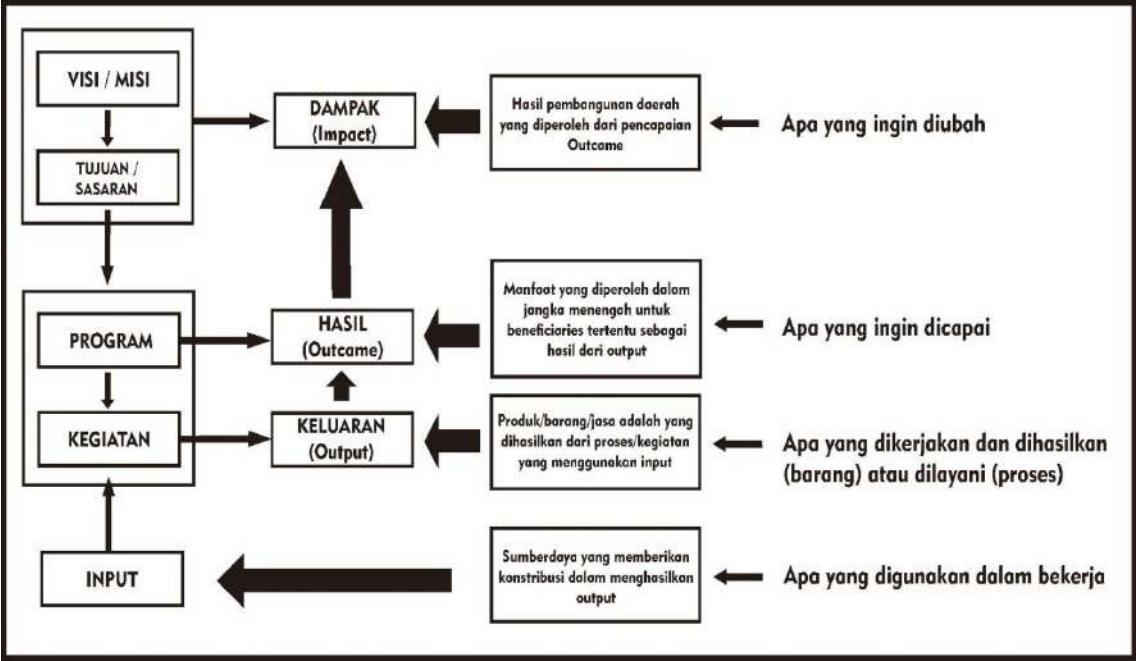 VISI / MISI
TUJUAN /
SASARAN
DAMPAK
(Impact)
Hasil pembangunan daerah
yang diperoleh dari pencapaian
Outcome
Apa yang ingin diubah
PROGRAM
KEGIATAN
HASIL
(Outcame)
Manfaat yang diperoleh dalam
jangka menengah untuk
beneficiaries tertentu sebagai
hasil dari output
Apa yang ingin dicapai
KELUARAN
(Output)
Produk/barang/jasa adalah yang
dihasilkan dari proses/kegiatan
yang menggunakan input
Apa yang dikerjakan dan dihasilkan
(barang) atau dilayani (proses)
INPUT
Sumberdaya yang memberikan
konstribusi dalam menghasilkan
output
Apa yang digunakan dalam bekerja